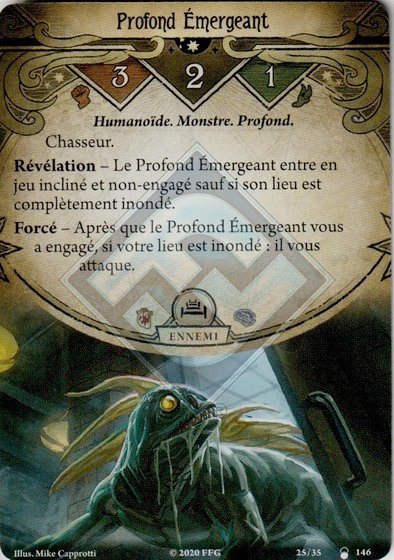 Profond Émergeant
3 2 1
Humanoïde. Monstre. Profond.
Chasseur.
Révélation – Le Profond Émergeant entre en
jeu incliné et non-engagé sauf si son lieu est
complètement inondé.
Forcé – Après que le Profond Émergeant vous
a engagé, si votre lieu est inondé : il vous
attaque.
ENNEMI
Illus. Mike Capprotti © 2020 FFG 25/35 146